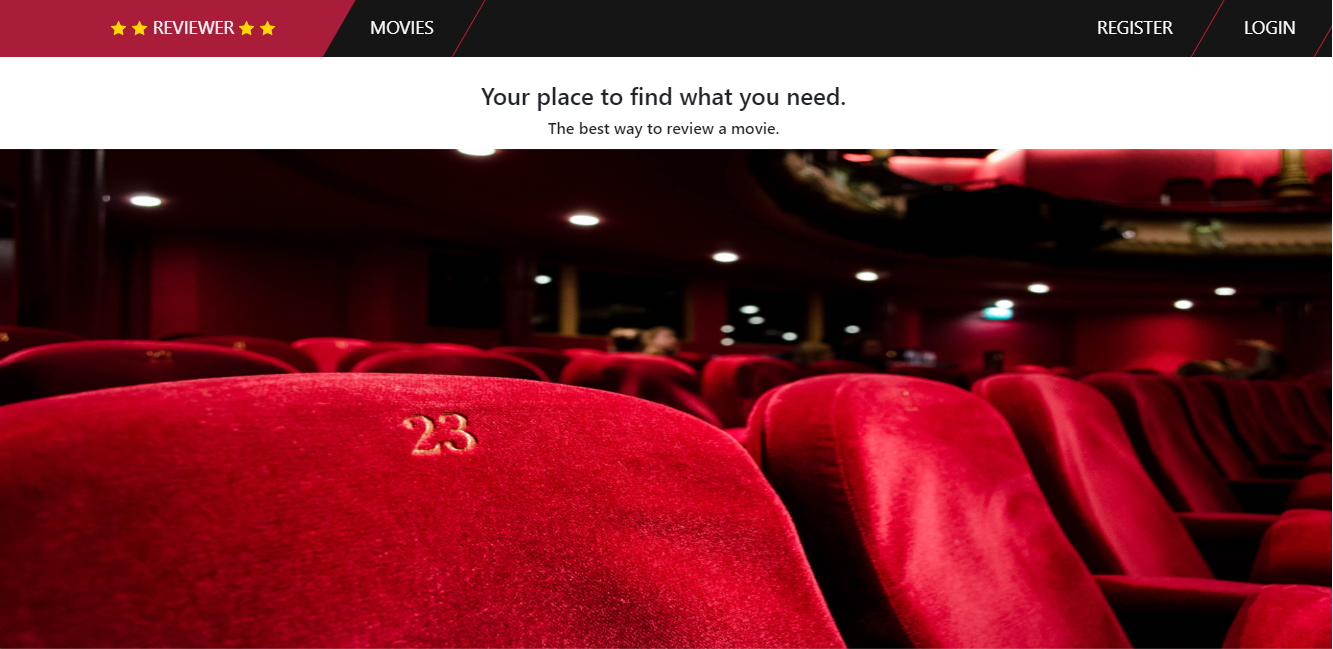 REVIEWER
MOVIES
REGISTER
LOGIN
Your place to find what you need.
The best way to review a movie.
23